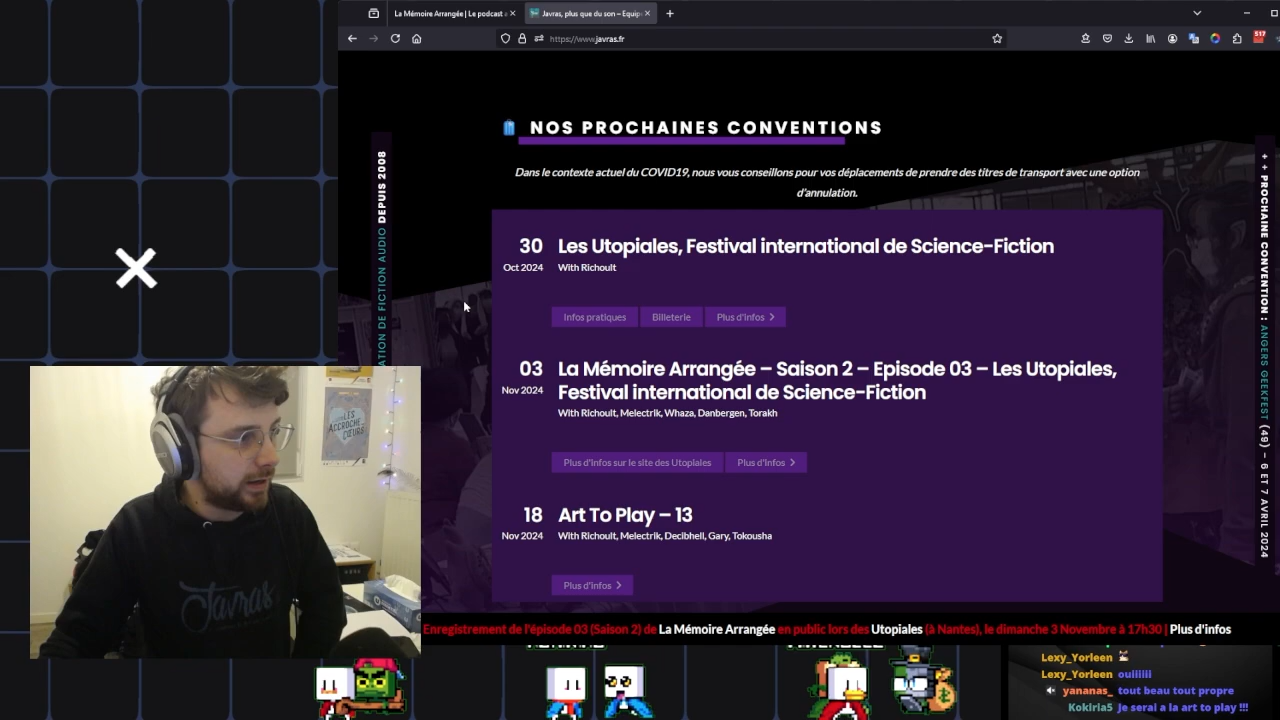 La Mémoire Arrangée | Le podcast
Javras, plus que du son – Equip
https://www.javras.fr
517
NOS PROCHAINES CONVENTIONS
Dans le contexte actuel du COVID19, nous vous conseillons pour vos déplacements de prendre des titres de transport avec une option
d'annulation.
ATION DE FICTION AUDIO DEPUIS 2008
30
Oct 2024
Les Utopiales, Festival international de Science-Fiction
With Richoult
Infos pratiques
Billeterie
Plus d'infos >
03
Nov 2024
La Mémoire Arrangée – Saison 2 – Episode 03 – Les Utopiales,
Festival international de Science-Fiction
With Richoult, Melectrik, Whaza, Danbergen, Torakh
Plus d'infos sur le site des Utopiales
Plus d'infos >
18
Nov 2024
Art To Play – 13
With Richoult, Melectrik, Decibhell, Gary, Tokousha
Plus d'infos >
+ + PROCHAINE CONVENTION : ANGERS GEEKFEST (49) – 6 ET 7 AVRIL 2024
LES
ACCROCHE
CŒURS
Javras
Enregistrement de l'épisode 03 (Saison 2) de La Mémoire Arrangée en public lors des Utopiales (à Nantes), le dimanche 3 Novembre à 17h30 | Plus d'infos
Lexy_Yorleen
Lexy_Yorleen ouiiiiii
yananas_ tout beau tout propre
Kokiria5 Je serai a la art to play !!!